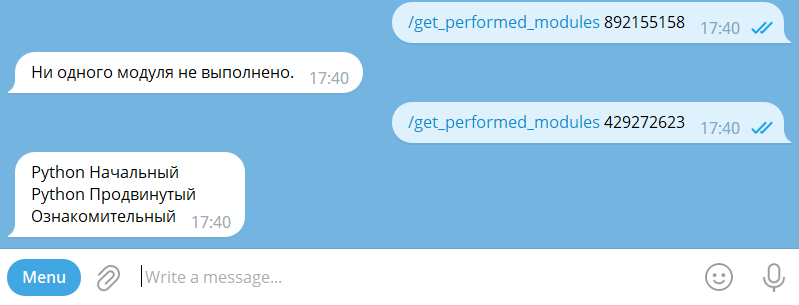 /get_performed_modules 892155158 17:40
Ни одного модуля не выполнено. 17:40
/get_performed_modules 429272623 17:40
Python Начальный
Python Продвинутый
Ознакомительный 17:40
Menu Write a message...